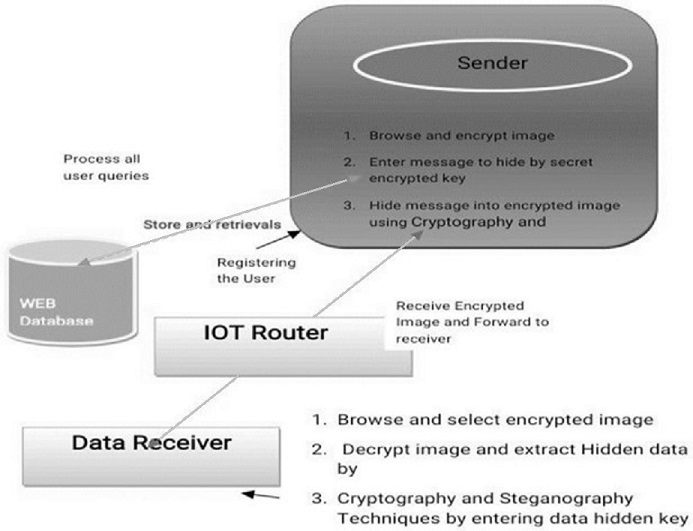 Sender
1. Browse and encrypt image
2. Enter message to hide by secret
encrypted key
3. Hide message into encrypted image
using Cryptography and
Process all
user queries
Store and retrievals
Registering
the User
WEB
Database
Receive Encrypted
Image and Forward to
receiver
IOT Router
Data Receiver
1. Browse and select encrypted image
2. Decrypt image and extract Hidden data
by
3. Cryptography and Steganography
Techniques by entering data hidden key